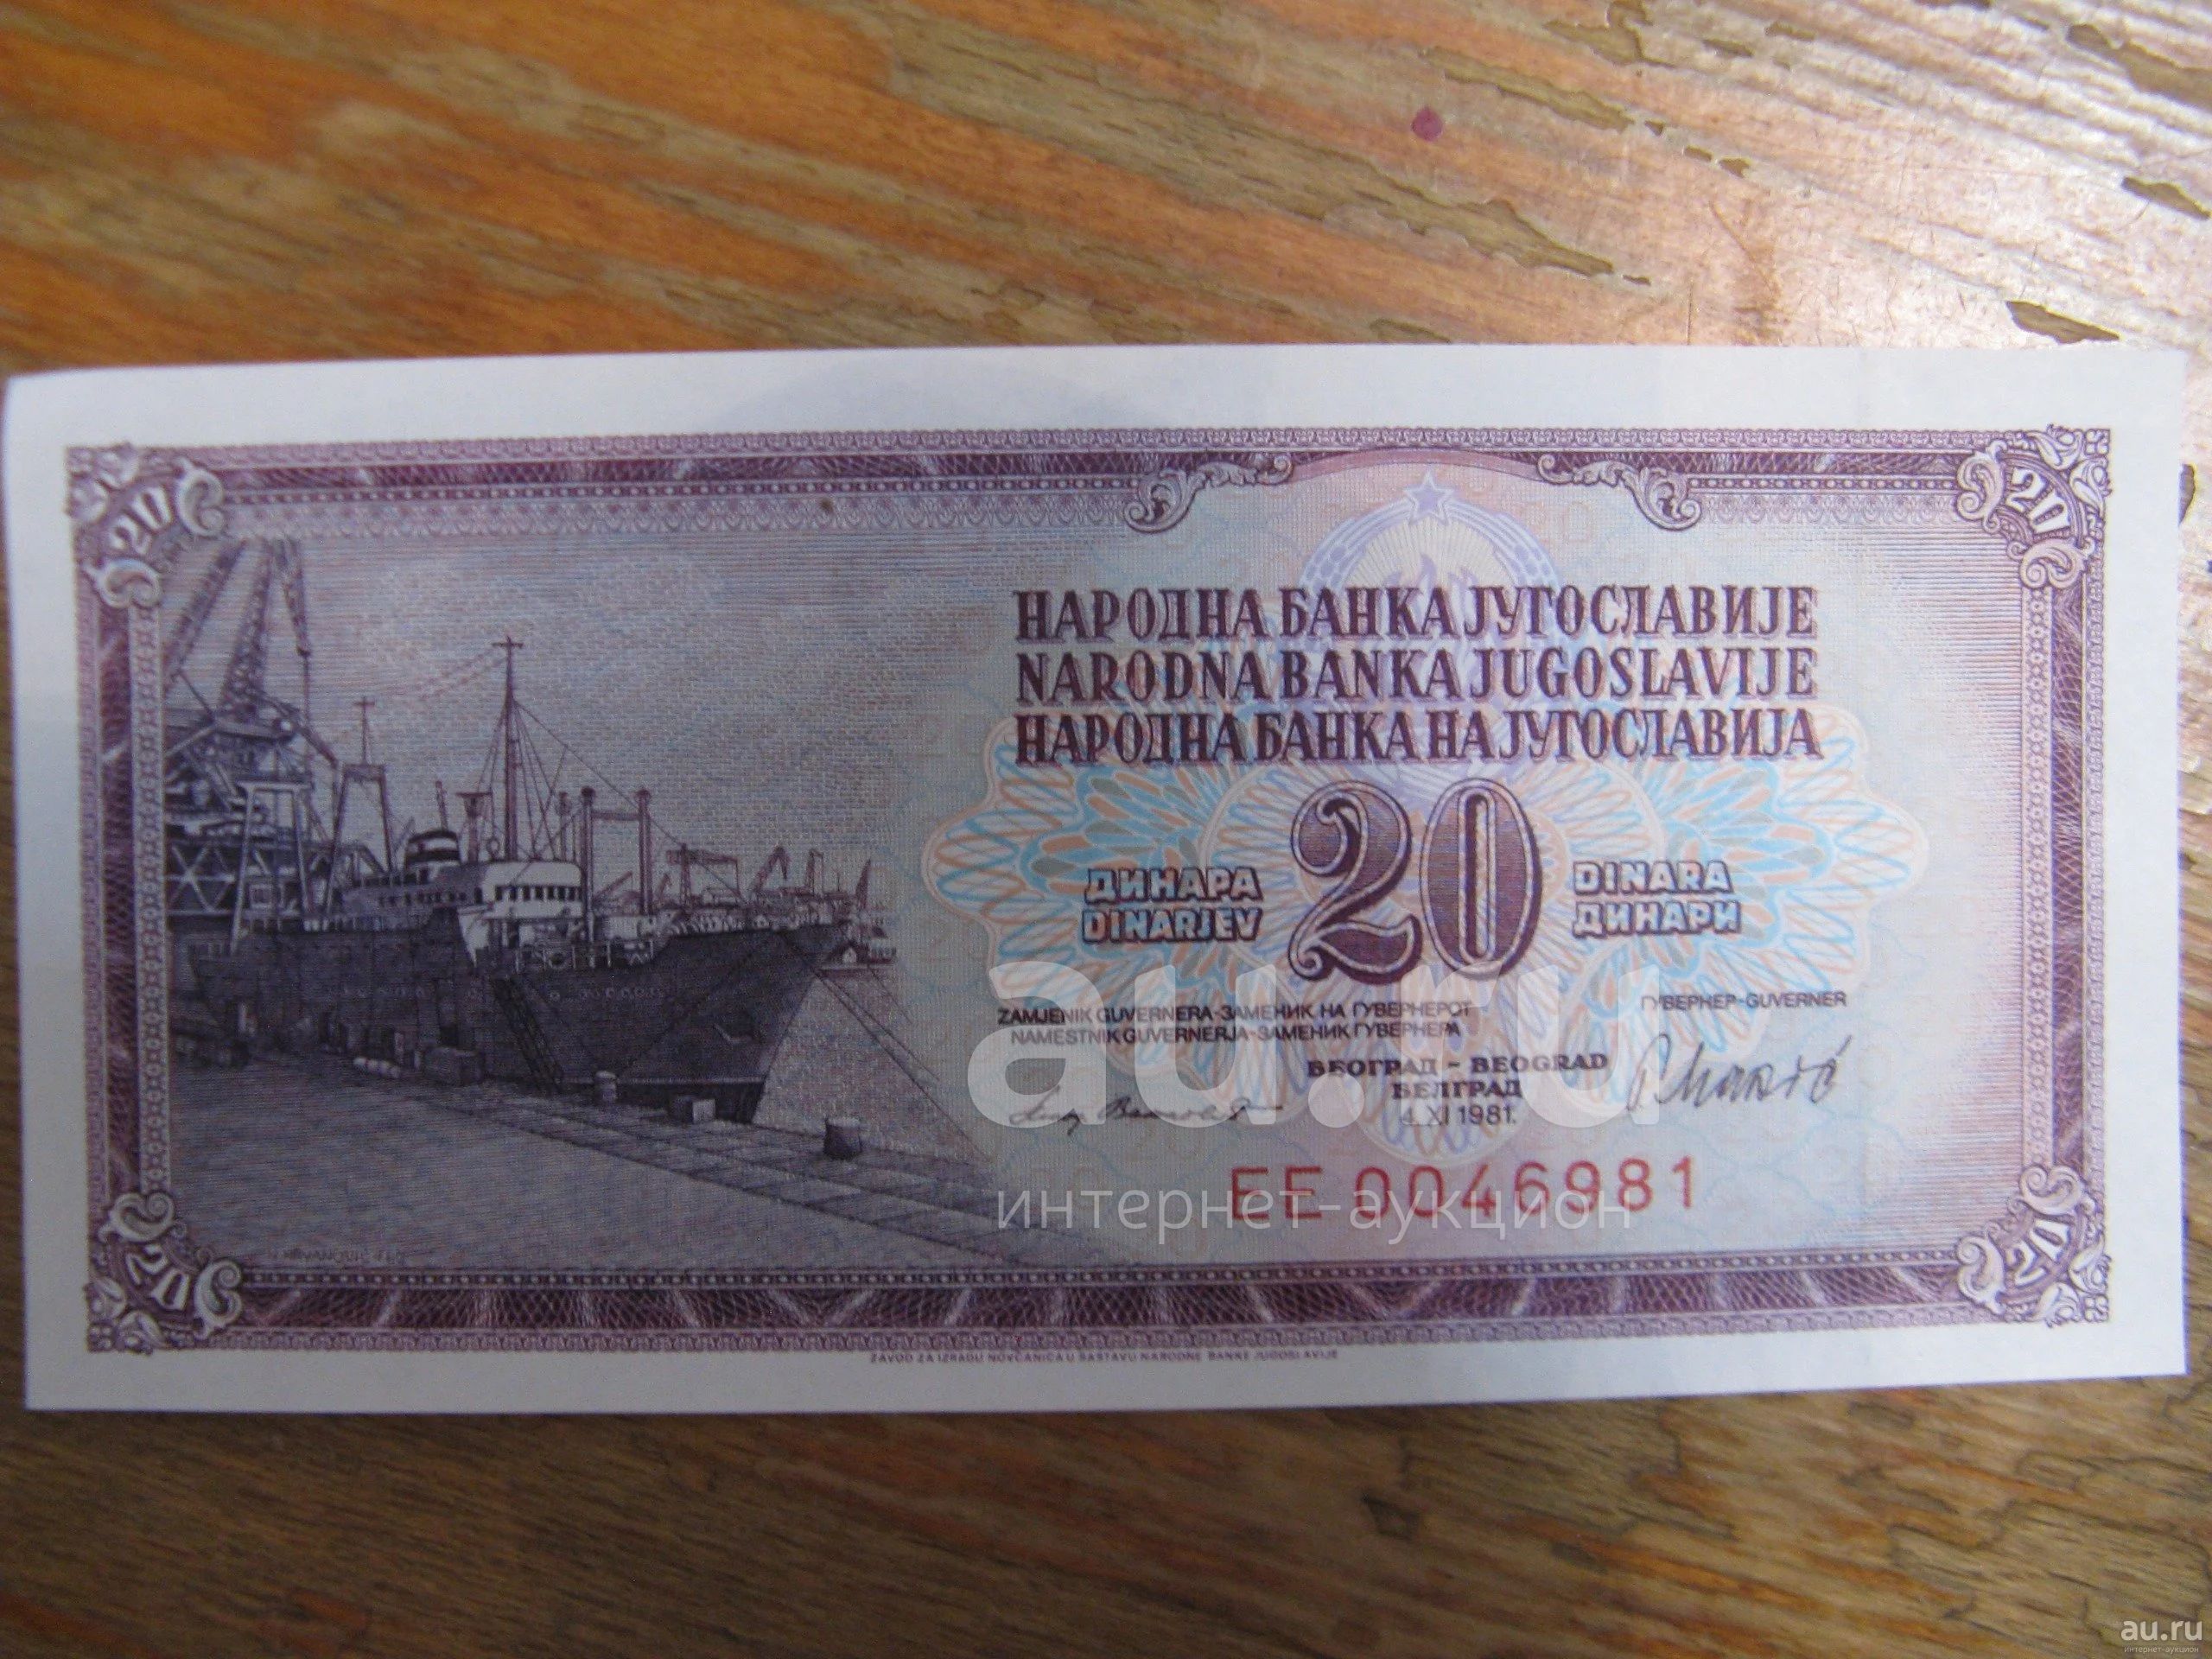 20
20
НАРОДНА БАНКА ЈУГОСЛАВИЈЕ
NARODNA BANKA JUGOSLAVIJE
НАРОДНА БАНКА НА ЈУГОСЛАВИЈА
ДИНАРА 20 DINARA
DINARJEV ДИНАРИ
ZAMJENIK GUVERNERA-ЗАМЕНИК НА ГУВЕРНЕРОТ
NAMESTNIK GUVERNERJA-ЗАМЕНИК ГУВЕРНЕРА
ГУВЕРНЕР-GUVERNER
БЕОГРАД - BEOGRAD
БЕЛГРАД
4. XI 1981.
EE 0046981
au.ru
интернет-аукцион
20
20
ZAVOD ZA IZRADU NOVČANICA U SASTAVU NARODNE BANKE JUGOSLAVIJE
au.ru
интернет-аукцион